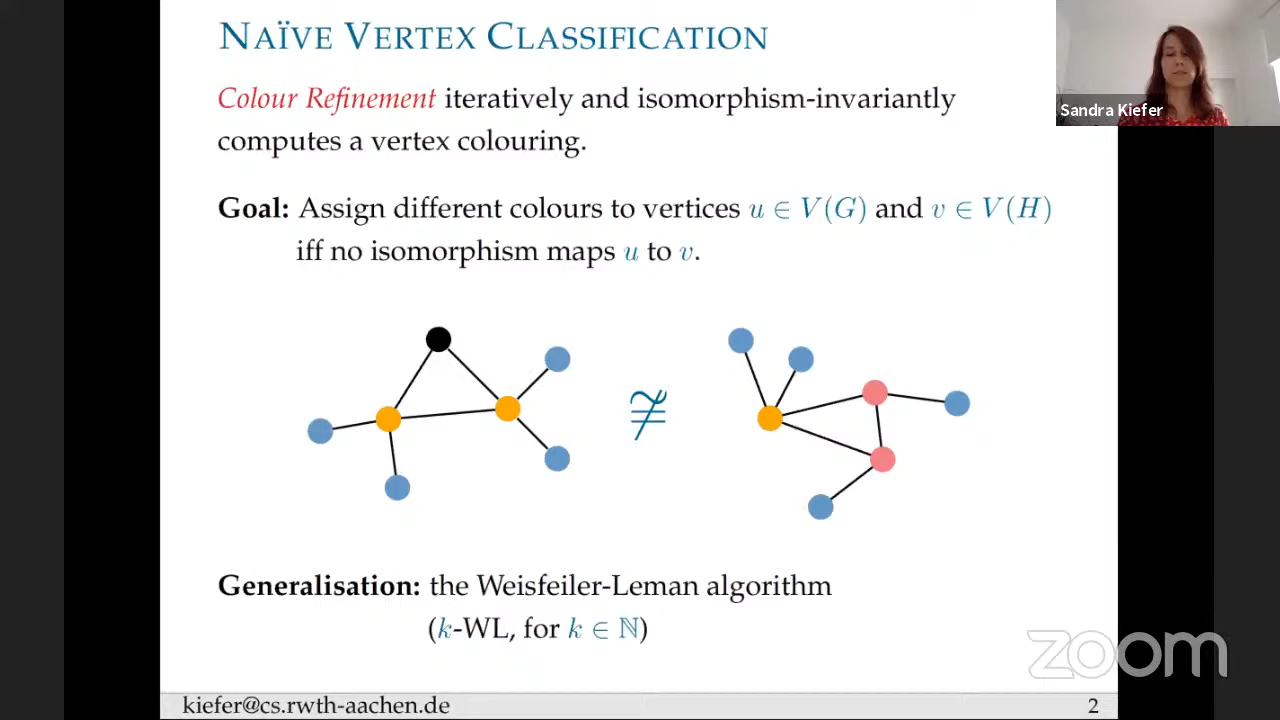 NAÏVE VERTEX CLASSIFICATION
Colour Refinement iteratively and isomorphism-invariantly
computes a vertex colouring.
Sandra Kiefer
Goal: Assign different colours to vertices u ∈ V(G) and v ∈ V(H)
iff no isomorphism maps u to v.
≇
Generalisation: the Weisfeiler-Leman algorithm
(k-WL, for k ∈ ℕ)
zoom
kiefer@cs.rwth-aachen.de 2